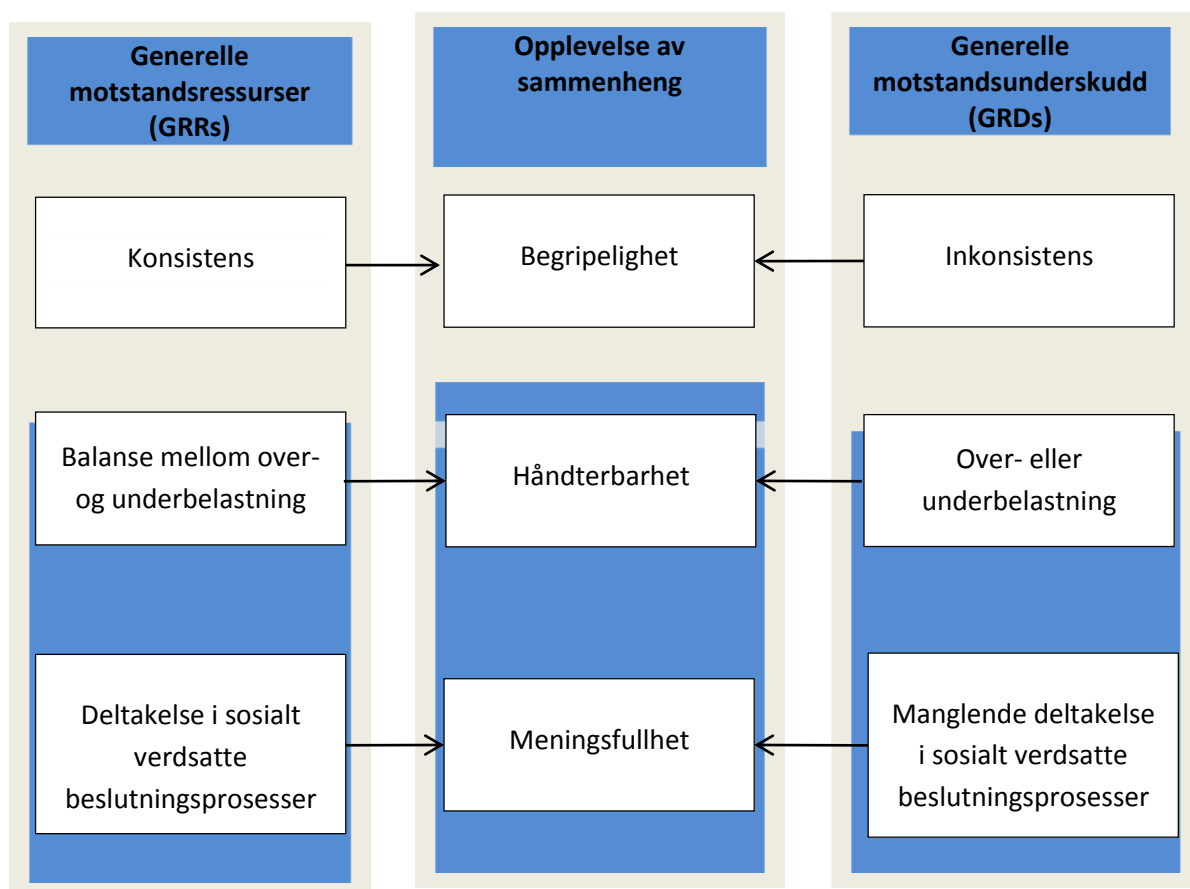 Generelle
motstandsressurser
(GRRs)
Opplevelse av
sammenheng
Generelle
motstandsunderskudd
(GRDs)
Konsistens
Begripelighet
Inkonsistens
Balanse mellom over-
og underbelastning
Håndterbarhet
Over- eller
underbelastning
Deltakelse i sosialt
verdsatte
beslutningsprosesser
Meningsfullhet
Manglende deltakelse
i sosialt verdsatte
beslutningsprosesser